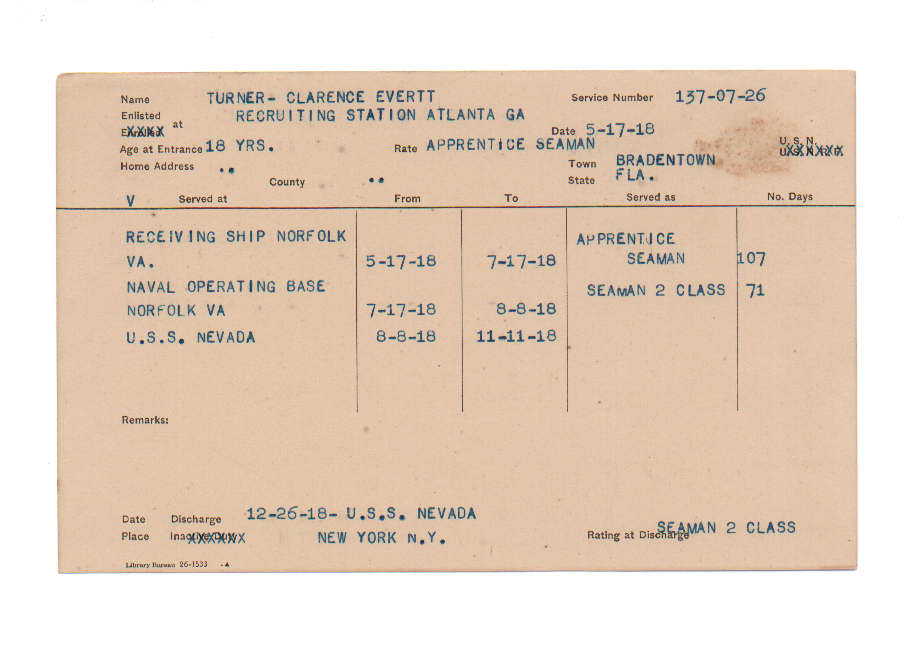 Name TURNER- CLARENCE EVERTT Service Number 137-07-26
Enlisted RECRUITING STATION ATLANTA GA
Enrolled at Date 5-17-18
Age at Entrance 18 YRS. Rate APPRENTICE SEAMAN U. S. N.
Home Address " Town BRADENTOWN
County " State FLA.
V Served at From To Served as No. Days
RECEIVING SHIP NORFOLK APPRENTICE
VA. 5-17-18 7-17-18 SEAMAN 107
NAVAL OPERATING BASE SEAMAN 2 CLASS 71
NORFOLK VA 7-17-18 8-8-18
U.S.S. NEVADA 8-8-18 11-11-18
Remarks:
Date Discharge 12-26-18- U.S.S. NEVADA
Place Inactive Duty NEW YORK N.Y. Rating at Discharge SEAMAN 2 CLASS
Library Bureau 26-1533